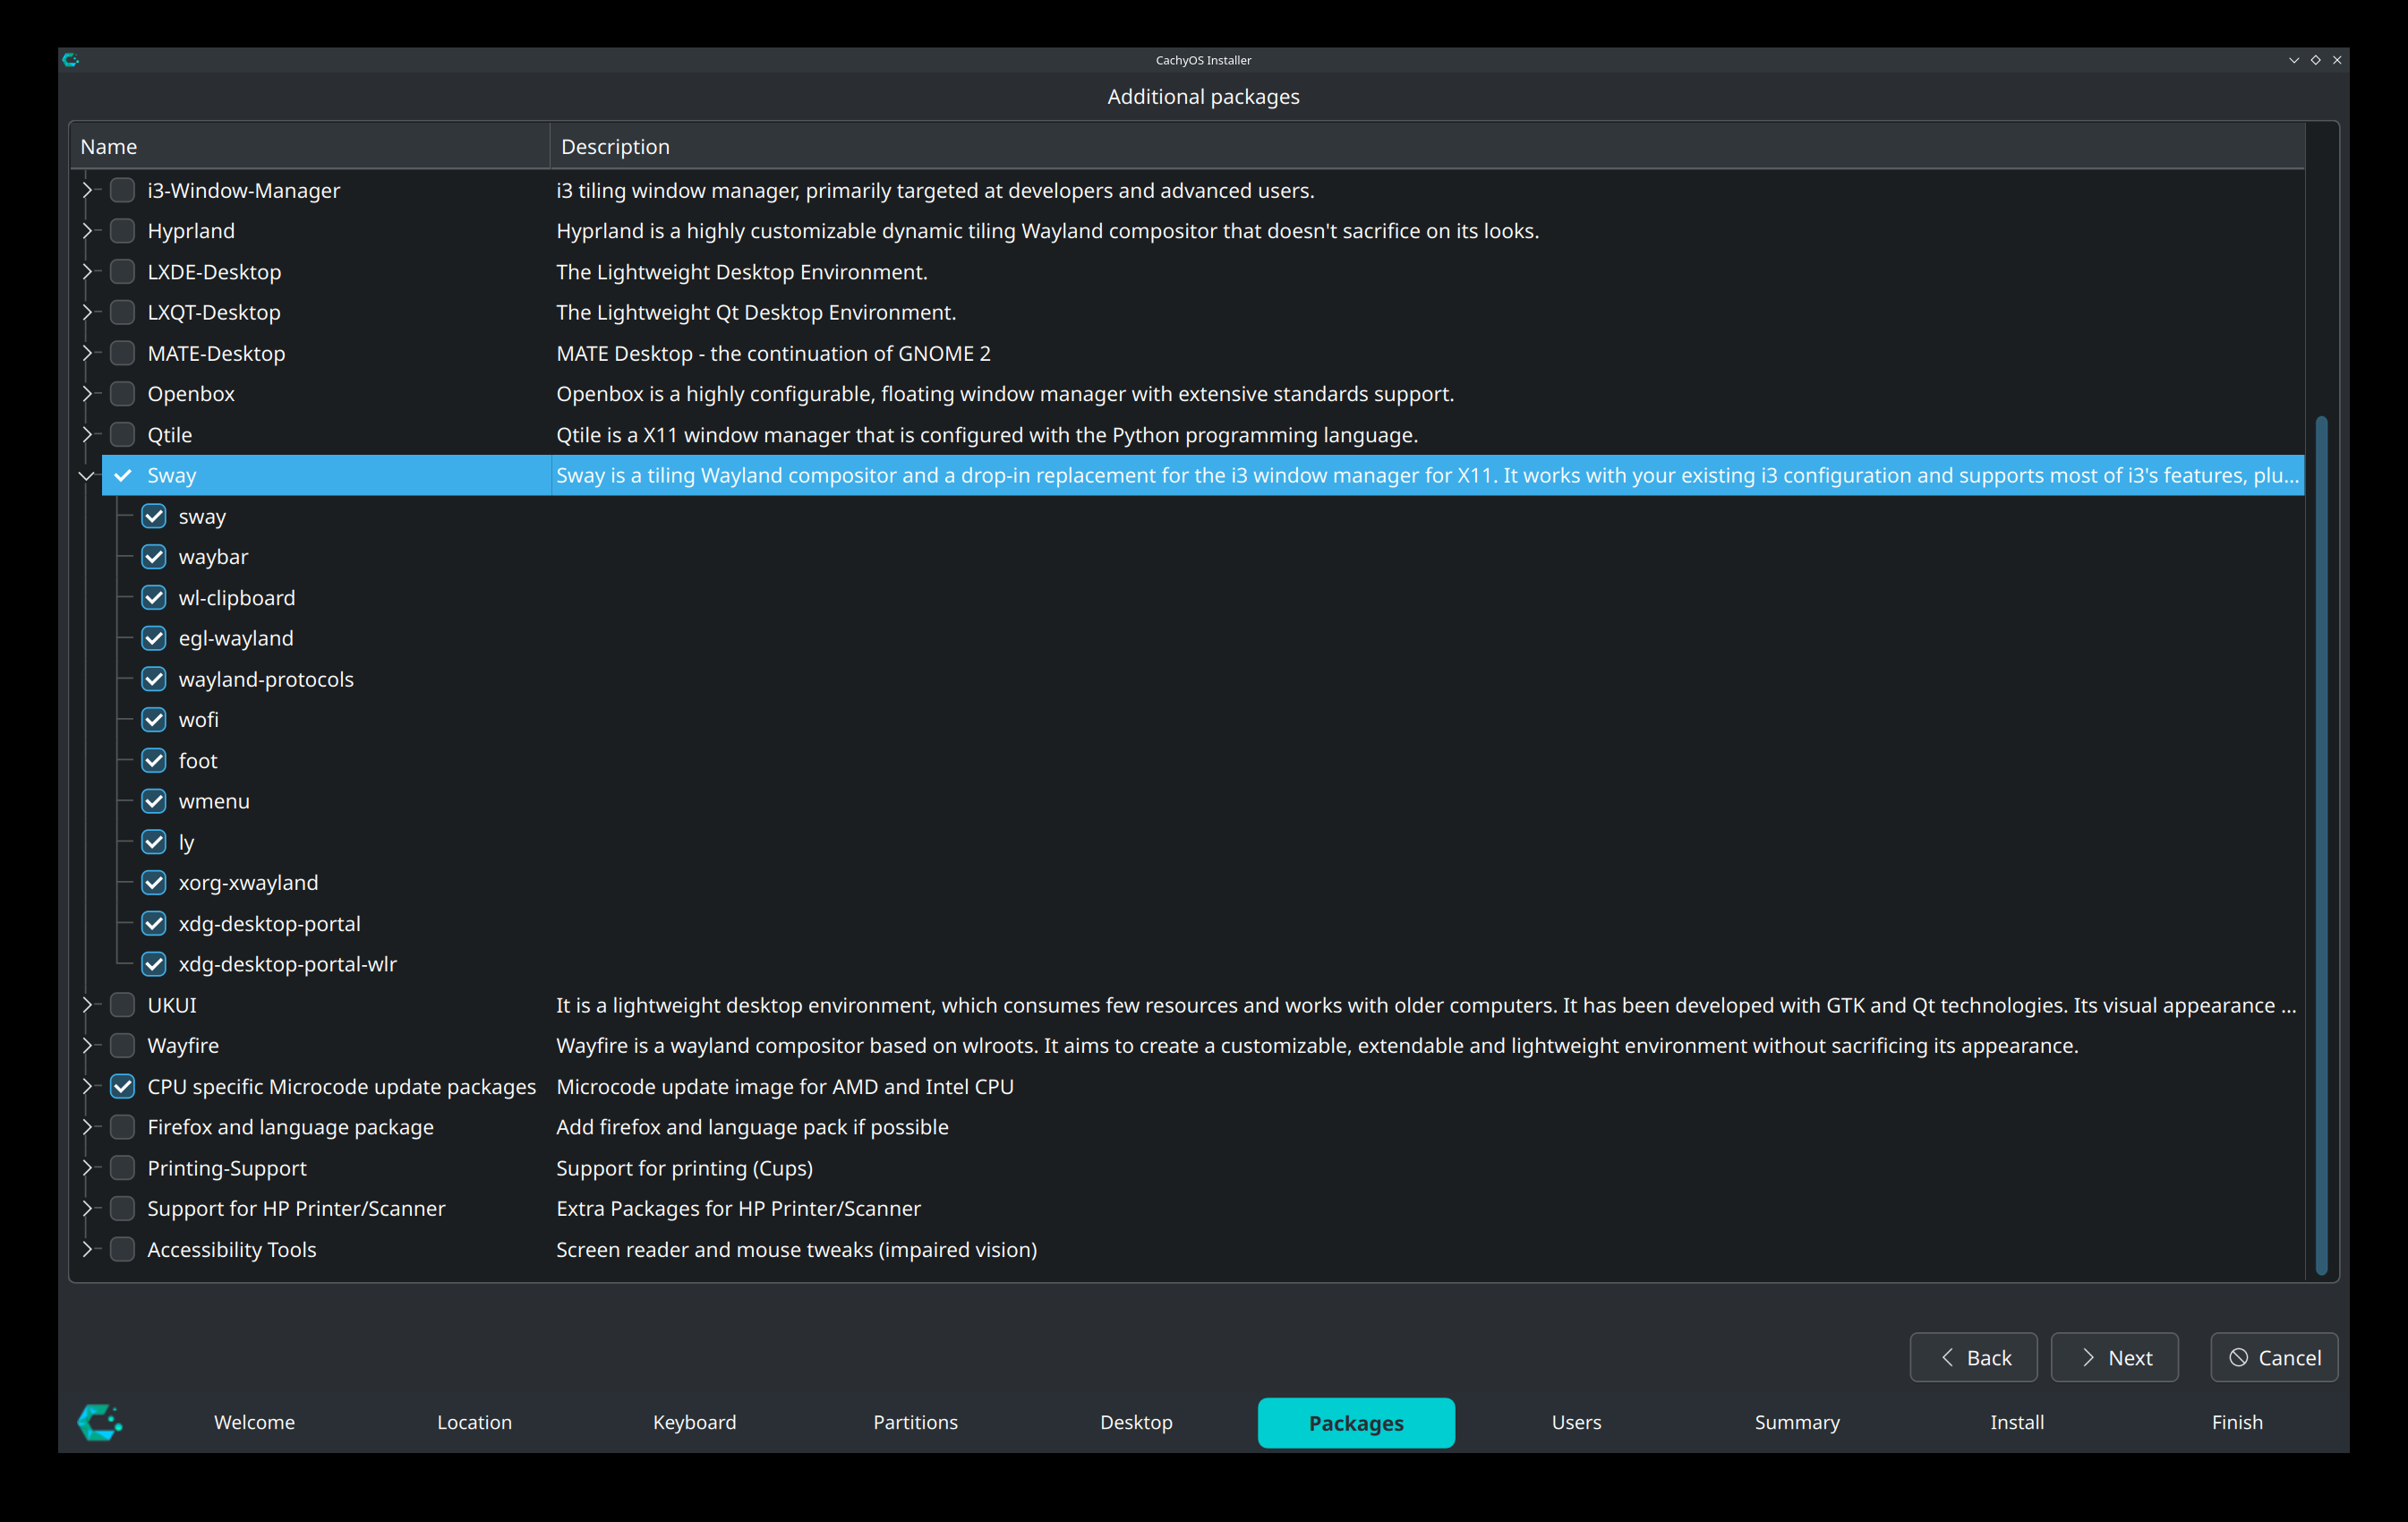 CachyOS Installer
Additional packages
Name Description
i3-Window-Manager i3 tiling window manager, primarily targeted at developers and advanced users.
Hyprland Hyprland is a highly customizable dynamic tiling Wayland compositor that doesn't sacrifice on its looks.
LXDE-Desktop The Lightweight Desktop Environment.
LXQT-Desktop The Lightweight Qt Desktop Environment.
MATE-Desktop MATE Desktop - the continuation of GNOME 2
Openbox Openbox is a highly configurable, floating window manager with extensive standards support.
Qtile Qtile is a X11 window manager that is configured with the Python programming language.
Sway Sway is a tiling Wayland compositor and a drop-in replacement for the i3 window manager for X11. It works with your existing i3 configuration and supports most of i3's features, plu...
sway
waybar
wl-clipboard
egl-wayland
wayland-protocols
wofi
foot
wmenu
ly
xorg-xwayland
xdg-desktop-portal
xdg-desktop-portal-wlr
UKUI It is a lightweight desktop environment, which consumes few resources and works with older computers. It has been developed with GTK and Qt technologies. Its visual appearance ...
Wayfire Wayfire is a wayland compositor based on wlroots. It aims to create a customizable, extendable and lightweight environment without sacrificing its appearance.
CPU specific Microcode update packages Microcode update image for AMD and Intel CPU
Firefox and language package Add firefox and language pack if possible
Printing-Support Support for printing (Cups)
Support for HP Printer/Scanner Extra Packages for HP Printer/Scanner
Accessibility Tools Screen reader and mouse tweaks (impaired vision)
Back Next Cancel
Welcome Location Keyboard Partitions Desktop Packages Users Summary Install Finish